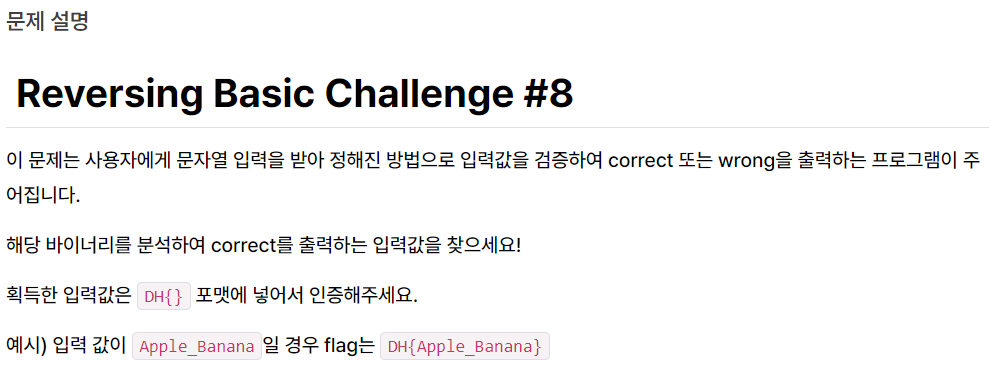 문제 설명
Reversing Basic Challenge #8
이 문제는 사용자에게 문자열 입력을 받아 정해진 방법으로 입력값을 검증하여 correct 또는 wrong을 출력하는 프로그램이 주
어집니다.
해당 바이너리를 분석하여 correct를 출력하는 입력값을 찾으세요!
획득한 입력값은 DH{} 포맷에 넣어서 인증해주세요.
예시) 입력 값이 Apple_Banana일 경우 flag는 DH{Apple_Banana}